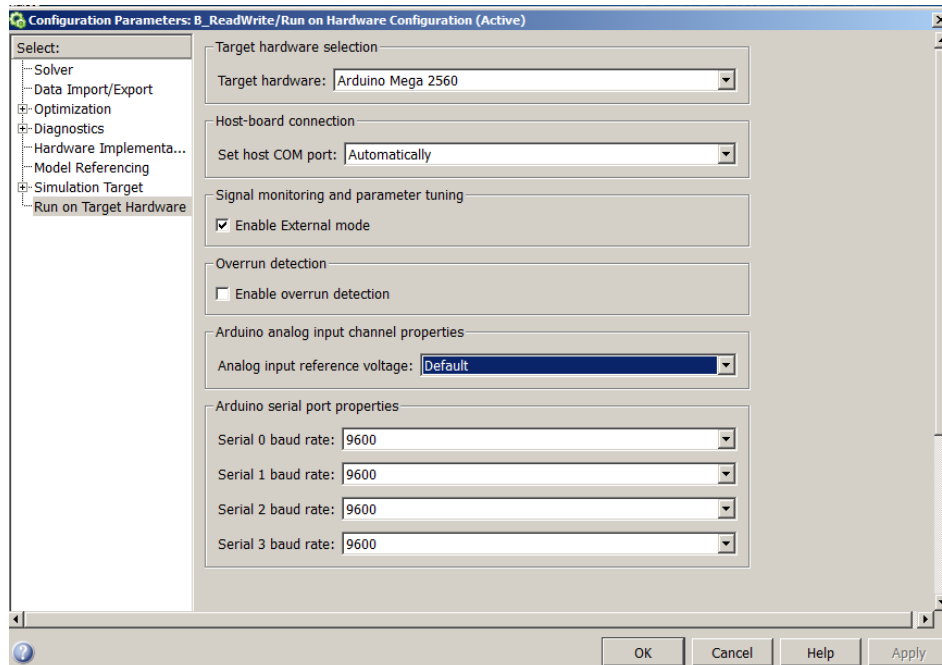 Configuration Parameters: B_ReadWrite/Run on Hardware Configuration (Active)
Select:
Solver
Data Import/Export
Optimization
Diagnostics
Hardware Implementa...
Model Referencing
Simulation Target
Run on Target Hardware
Target hardware selection
Target hardware: Arduino Mega 2560
Host-board connection
Set host COM port: Automatically
Signal monitoring and parameter tuning
Enable External mode
Overrun detection
Enable overrun detection
Arduino analog input channel properties
Analog input reference voltage: Default
Arduino serial port properties
Serial 0 baud rate: 9600
Serial 1 baud rate: 9600
Serial 2 baud rate: 9600
Serial 3 baud rate: 9600
OK Cancel Help Apply